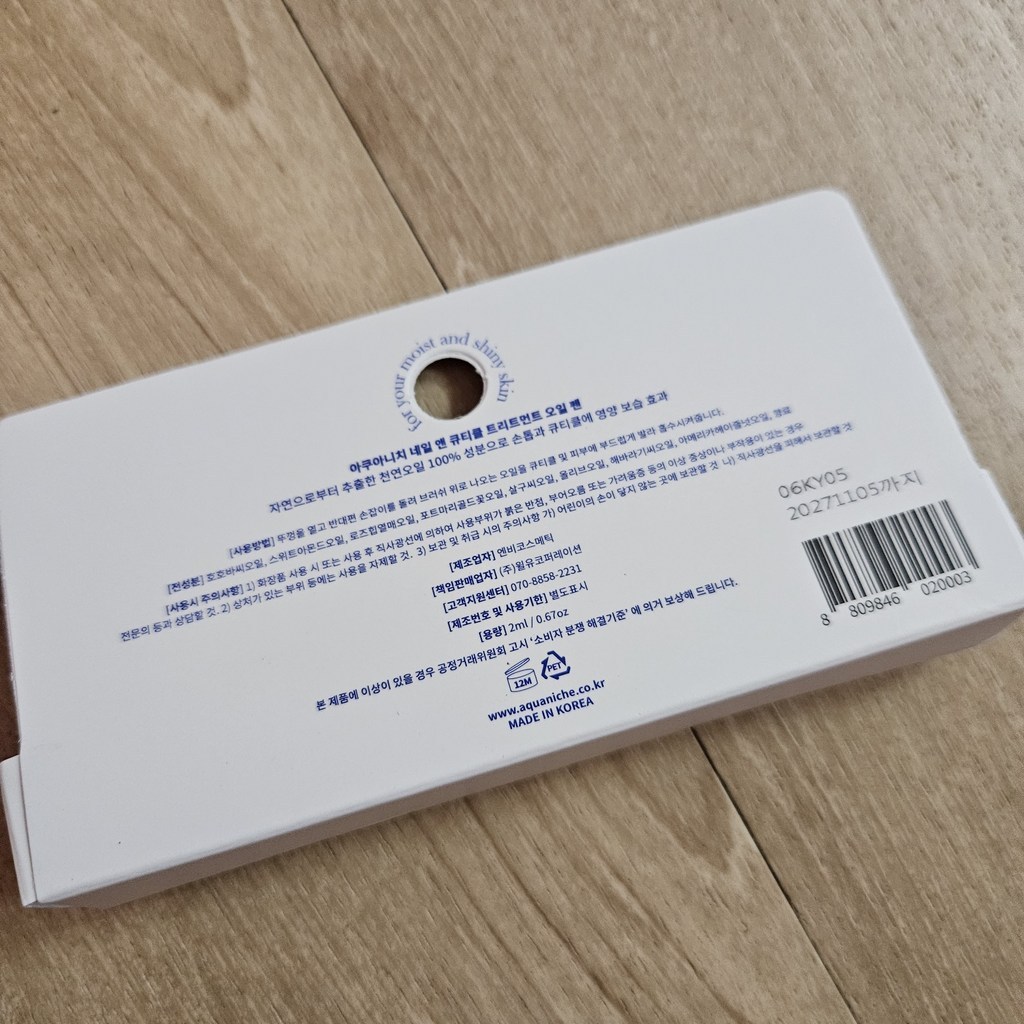 for your moist and shiny skin
아쿠아니치 네일 앤 큐티클 트리트먼트 오일 펜
자연으로부터 추출한 천연오일 100% 성분으로 손톱과 큐티클에 영양 보습 효과
[사용방법] 뚜껑을 열고 반대편 손잡이를 돌려 브러쉬 위로 나오는 오일을 큐티클 및 피부에 부드럽게 발라 흡수시켜줍니다.
[전성분] 호호바씨오일, 스위트아몬드오일, 로즈힙열매오일, 포트마리골드꽃오일, 살구씨오일, 올리브오일, 해바라기씨오일, 아메리카헤이즐넛오일, 향료
[사용시 주의사항] 1) 화장품 사용 시 또는 사용 후 직사광선에 의하여 사용부위가 붉은 반점, 부어오름 또는 가려움증 등의 이상 증상이나 부작용이 있는 경우
전문의 등과 상담할 것. 2) 상처가 있는 부위 등에는 사용을 자제할 것. 3) 보관 및 취급 시의 주의사항 가) 어린이의 손이 닿지 않는 곳에 보관할 것 나) 직사광선을 피해서 보관할 것
[제조업자] 엔비코스메틱
[책임판매업자] (주)윌유코퍼레이션
[고객지원센터] 070-8858-2231
[제조번호 및 사용기한] 별도표시
[용량] 2ml / 0.67oz
본 제품에 이상이 있을 경우 공정거래위원회 고시 '소비자 분쟁 해결기준' 에 의거 보상해 드립니다.
12M PET
www.aquaniche.co.kr
MADE IN KOREA
06KY05
20271105까지
8 809846 020003